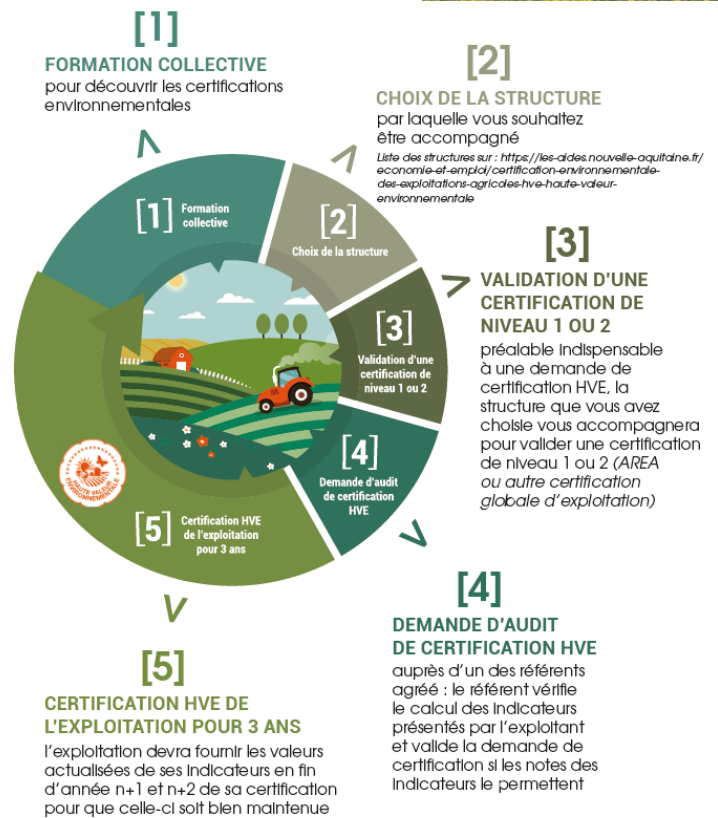 [1]
FORMATION COLLECTIVE
pour découvrir les certifications
environnementales
[2]
CHOIX DE LA STRUCTURE
par laquelle vous souhaitez
être accompagné
Liste des structures sur : https://les-aides.nouvelle-aquitaine.fr/
economie-et-emploi/certification-environnementale-
des-exploitations-agricoles-hve-haute-valeur-
environnementale
[1] Formation
collective
[2]
Choix de la structure
[3]
Validation d'une
certification de
niveau 1 ou 2
[4]
Demande d'audit
de certification
HVE
[5] Certification HVE
de l'exploitation
pour 3 ans
HAUTE VALEUR
ENVIRONNEMENTALE
[3]
VALIDATION D'UNE
CERTIFICATION DE
NIVEAU 1 OU 2
préalable indispensable
à une demande de
certification HVE, la
structure que vous avez
choisie vous accompagnera
pour valider une certification
de niveau 1 ou 2 (AREA
ou autre certification
globale d'exploitation)
[4]
DEMANDE D'AUDIT
DE CERTIFICATION HVE
auprès d'un des référents
agréé : le référent vérifie
le calcul des indicateurs
présentés par l'exploitant
et valide la demande de
certification si les notes des
indicateurs le permettent
[5]
CERTIFICATION HVE DE
L'EXPLOITATION POUR 3 ANS
l'exploitation devra fournir les valeurs
actualisées de ses indicateurs en fin
d'année n+1 et n+2 de sa certification
pour que celle-ci soit bien maintenue